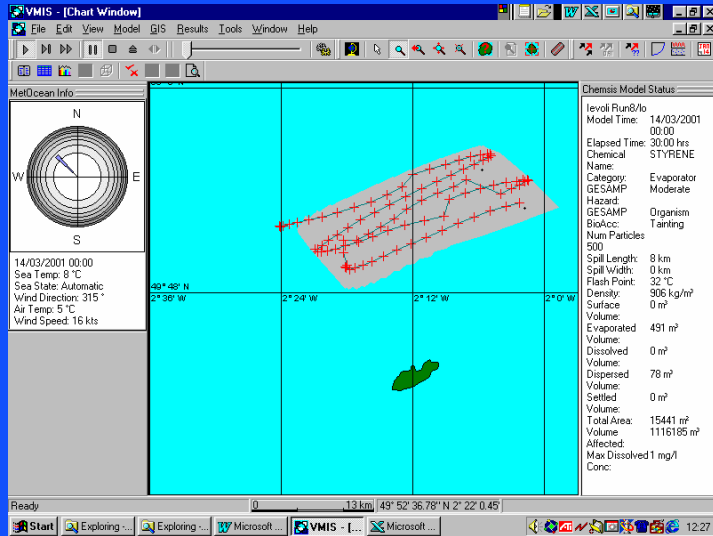 VMIS - [Chart Window]
File Edit View Model GIS Results Tools Window Help
MetOcean Info
N
W E
S
14/03/2001 00:00
Sea Temp: 8 °C
Sea State: Automatic
Wind Direction: 315 °
Air Temp: 5 °C
Wind Speed: 16 kts
49° 48' N
2° 36' W 2° 24' W 2° 12' W 2° 0' W
Chemsis Model Status
Ievoli Run8/lo
Model Time: 14/03/2001
00:00
Elapsed Time: 30:00 hrs
Chemical STYRENE
Name:
Category: Evaporator
GESAMP Moderate
Hazard:
GESAMP Organism
BioAcc: Tainting
Num Particles
500
Spill Length: 8 km
Spill Width: 0 km
Flash Point: 32 °C
Density: 906 kg/m³
Surface 0 m³
Volume:
Evaporated 491 m³
Volume:
Dissolved 0 m³
Volume:
Dispersed 78 m³
Volume:
Settled 0 m³
Volume:
Total Area: 15441 m²
Volume 1116185 m³
Affected:
Max Dissolved 1 mg/l
Conc:
Ready 0 13 km 49° 52' 36.78" N 2° 22' 0.45'
Start Exploring -... Exploring -... Microsoft ... VMIS - [... Microsoft ... 12:27